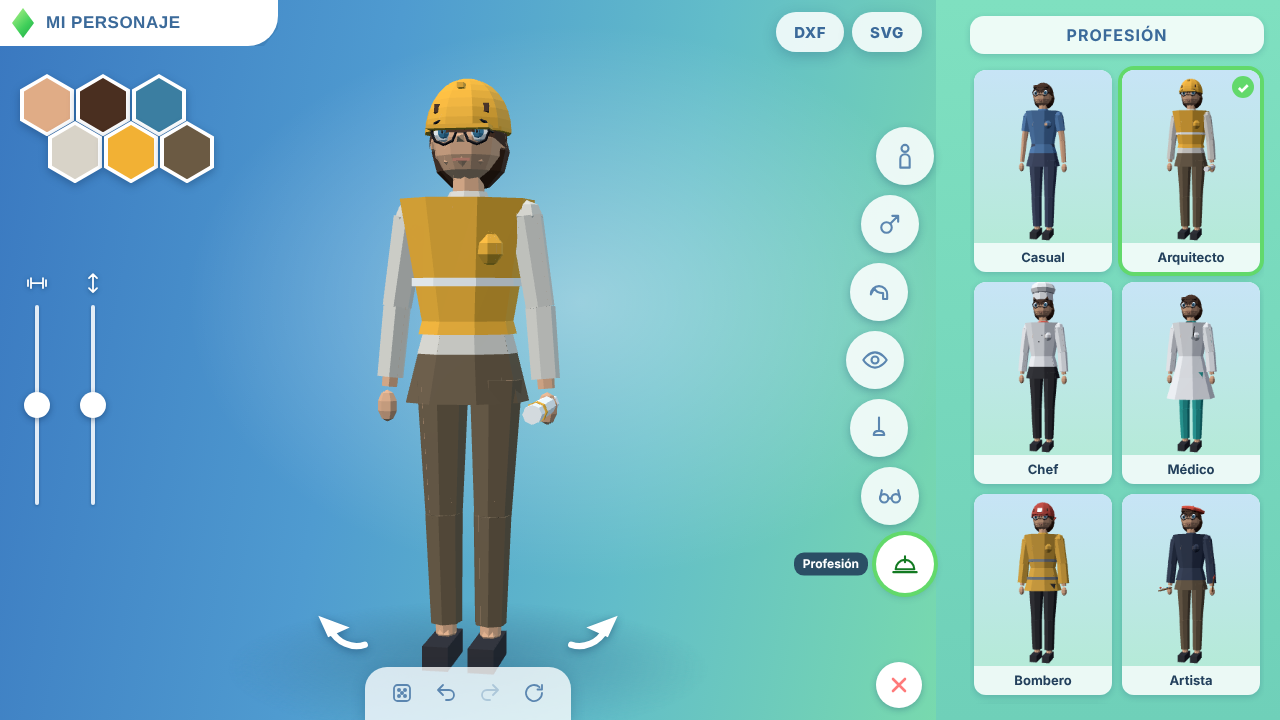 MI PERSONAJE
DXF
SVG
PROFESIÓN
Casual
Arquitecto
Chef
Médico
Profesión
Bombero
Artista